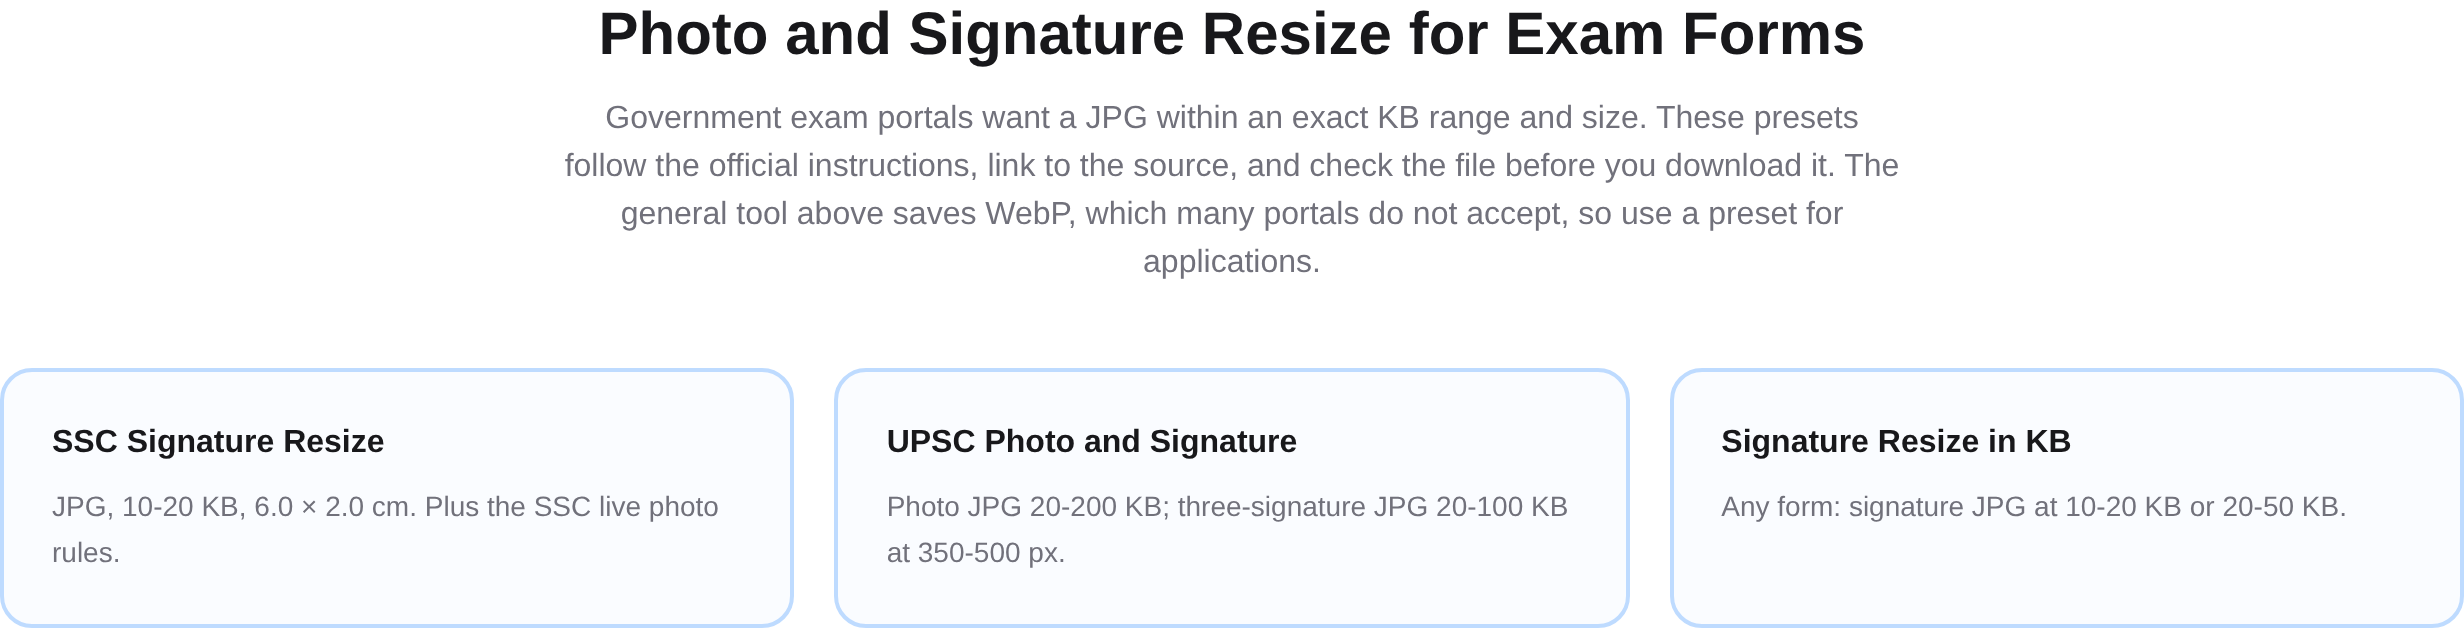 Photo and Signature Resize for Exam Forms
Government exam portals want a JPG within an exact KB range and size. These presets
follow the official instructions, link to the source, and check the file before you download it. The
general tool above saves WebP, which many portals do not accept, so use a preset for
applications.
SSC Signature Resize
JPG, 10-20 KB, 6.0 × 2.0 cm. Plus the SSC live photo
rules.
UPSC Photo and Signature
Photo JPG 20-200 KB; three-signature JPG 20-100 KB
at 350-500 px.
Signature Resize in KB
Any form: signature JPG at 10-20 KB or 20-50 KB.